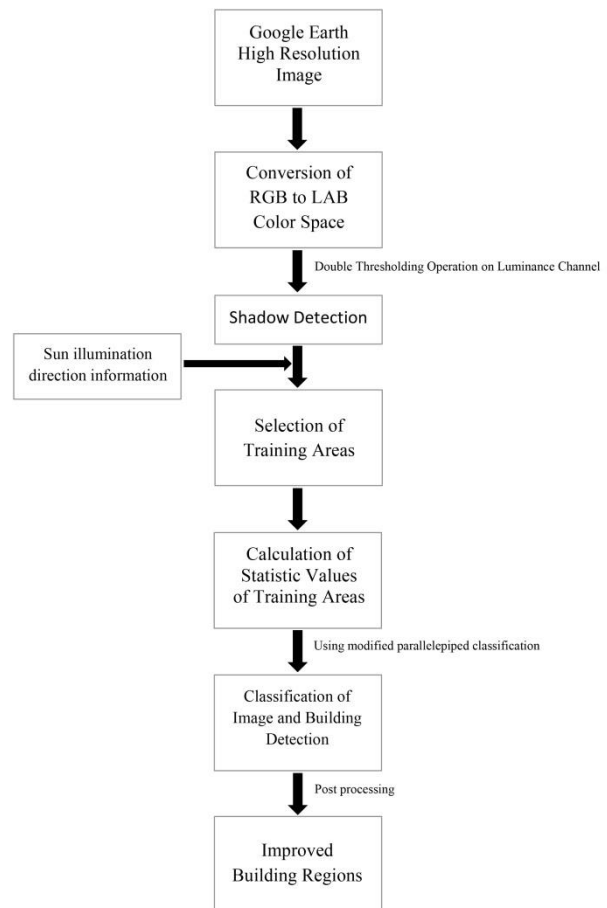 Google Earth
High Resolution
Image
Conversion of
RGB to LAB
Color Space
Double Thresholding Operation on Luminance Channel
Shadow Detection
Sun illumination
direction information
Selection of
Training Areas
Calculation of
Statistic Values
of Training Areas
Using modified parallelepiped classification
Classification of
Image and Building
Detection
Post processing
Improved
Building Regions